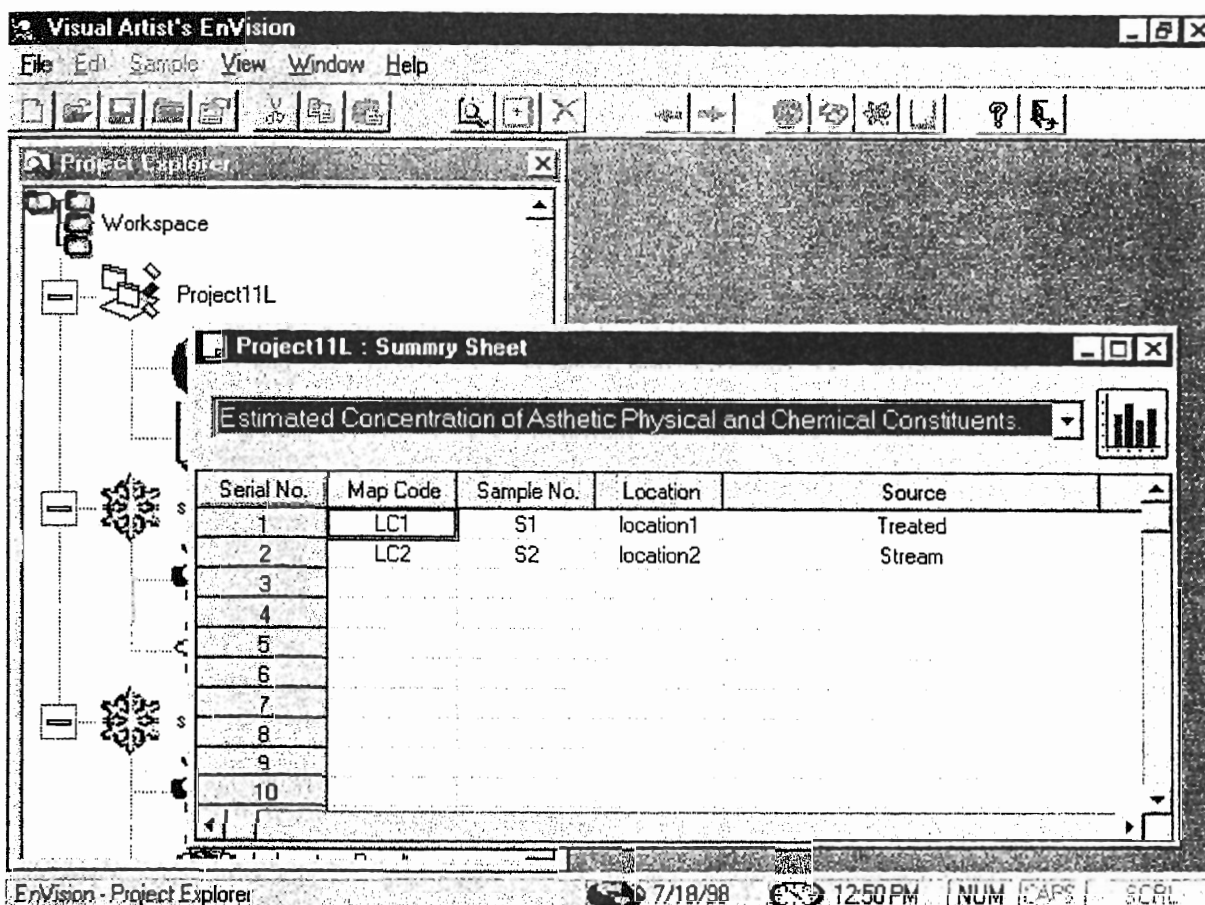 Visual Artist's EnVision
File Edit Sample View Window Help
Project Explorer
Workspace
Project11L
Project11L : Summry Sheet
Estimated Concentration of Asthetic Physical and Chemical Constituents.
Serial No. Map Code Sample No. Location Source
1 LC1 S1 location1 Treated
2 LC2 S2 location2 Stream
3
4
5
6
7
8
9
10
s
s
EnVision - Project Explorer 7/18/98 12:50 PM NUM CAPS SCRL